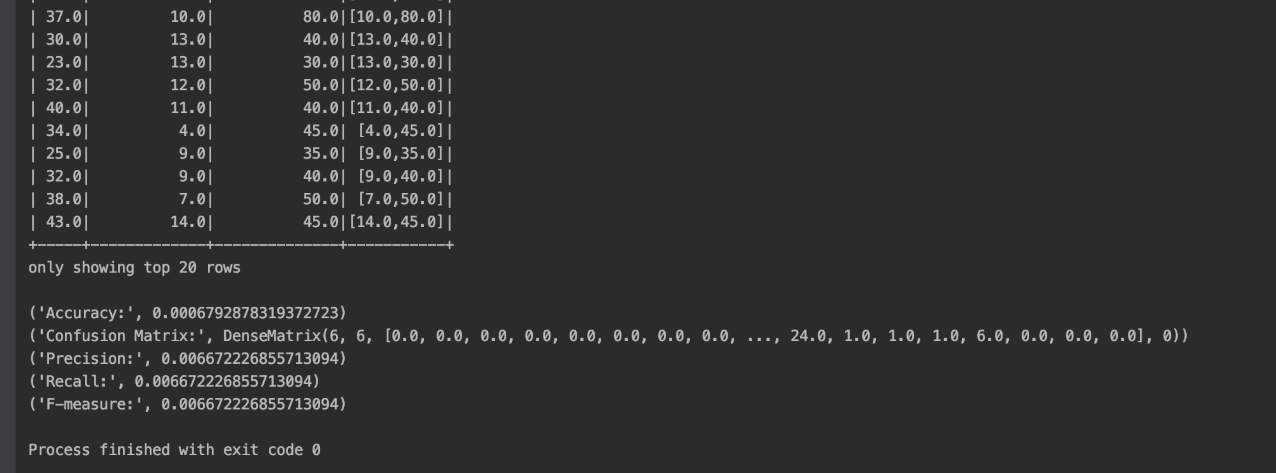 | 37.0|         10.0|          80.0|[10.0,80.0]|
| 30.0|         13.0|          40.0|[13.0,40.0]|
| 23.0|         13.0|          30.0|[13.0,30.0]|
| 32.0|         12.0|          50.0|[12.0,50.0]|
| 40.0|         11.0|          40.0|[11.0,40.0]|
| 34.0|          4.0|          45.0| [4.0,45.0]|
| 25.0|          9.0|          35.0| [9.0,35.0]|
| 32.0|          9.0|          40.0| [9.0,40.0]|
| 38.0|          7.0|          50.0| [7.0,50.0]|
| 43.0|         14.0|          45.0|[14.0,45.0]|
+-----+-------------+--------------+-----------+
only showing top 20 rows
('Accuracy:', 0.0006792878319372723)
('Confusion Matrix:', DenseMatrix(6, 6, [0.0, 0.0, 0.0, 0.0, 0.0, 0.0, 0.0, 0.0, ..., 24.0, 1.0, 1.0, 1.0, 6.0, 0.0, 0.0, 0.0], 0))
('Precision:', 0.006672226855713094)
('Recall:', 0.006672226855713094)
('F-measure:', 0.006672226855713094)
Process finished with exit code 0